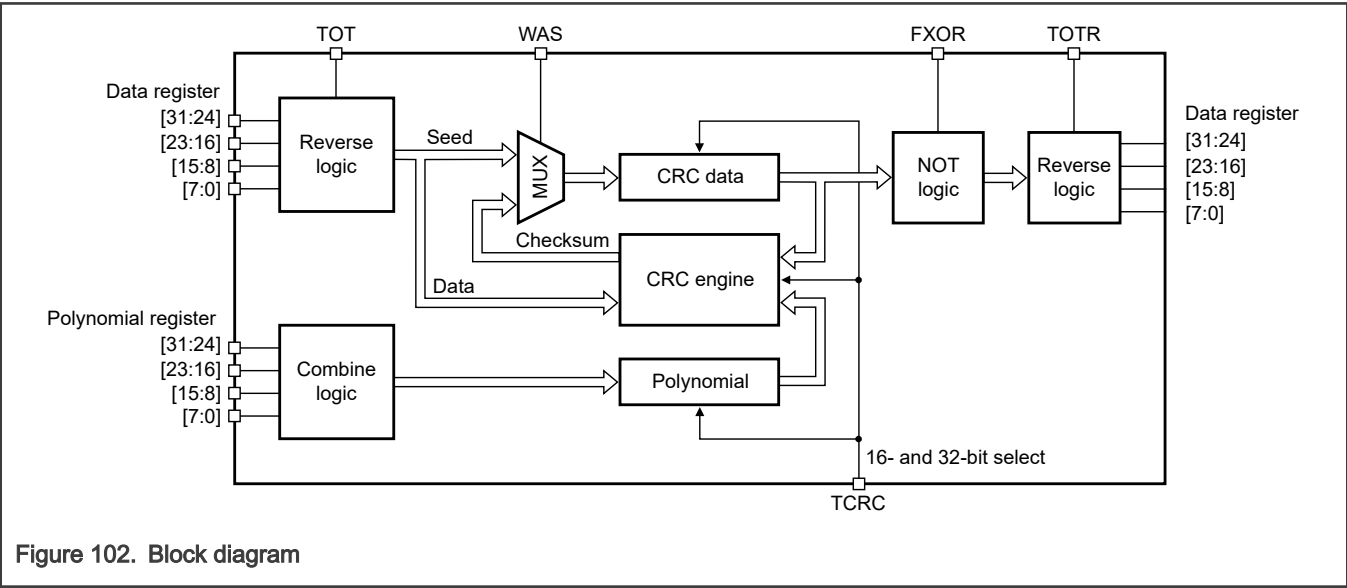 TOT
WAS
FXOR
TOTR
Data register
[31:24]
[23:16]
[15:8]
[7:0]
Reverse
logic
Seed
MUX
CRC data
NOT
logic
Reverse
logic
Data register
[31:24]
[23:16]
[15:8]
[7:0]
Checksum
CRC engine
Data
Polynomial register
[31:24]
[23:16]
[15:8]
[7:0]
Combine
logic
Polynomial
16- and 32-bit select
TCRC
Figure 102. Block diagram